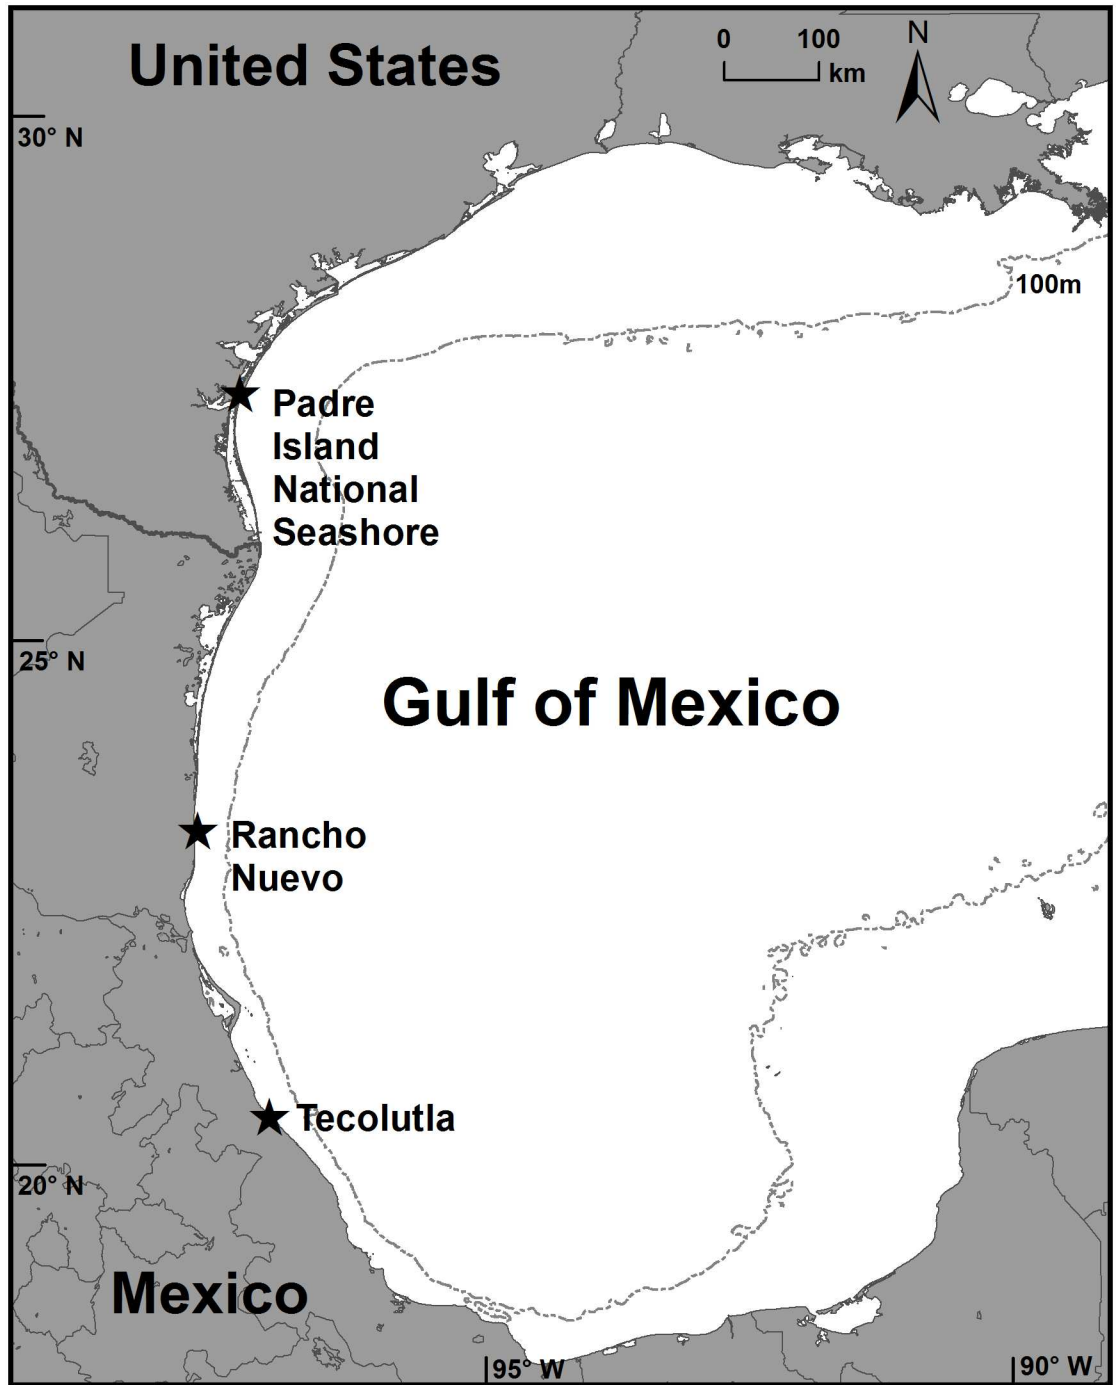 United States
0 100
km
N
30° N
100m
Padre
Island
National
Seashore
25° N
Gulf of Mexico
Rancho
Nuevo
Tecolutla
20° N
Mexico
95° W
90° W